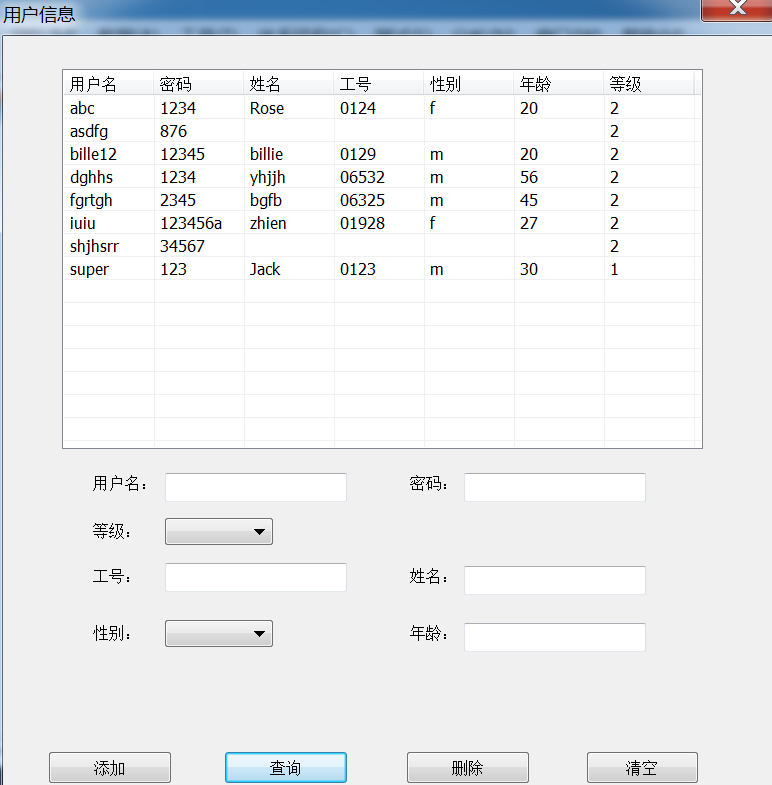 用户信息
用户名 密码 姓名 工号 性别 年龄 等级
abc 1234 Rose 0124 f 20 2
asdfg 876 2
bille12 12345 billie 0129 m 20 2
dghhs 1234 yhjjh 06532 m 56 2
fgrtgh 2345 bgfb 06325 m 45 2
iuiu 123456a zhien 01928 f 27 2
shjhsrr 34567 2
super 123 Jack 0123 m 30 1
用户名： 密码：
等级：
工号： 姓名：
性别： 年龄：
添加 查询 删除 清空